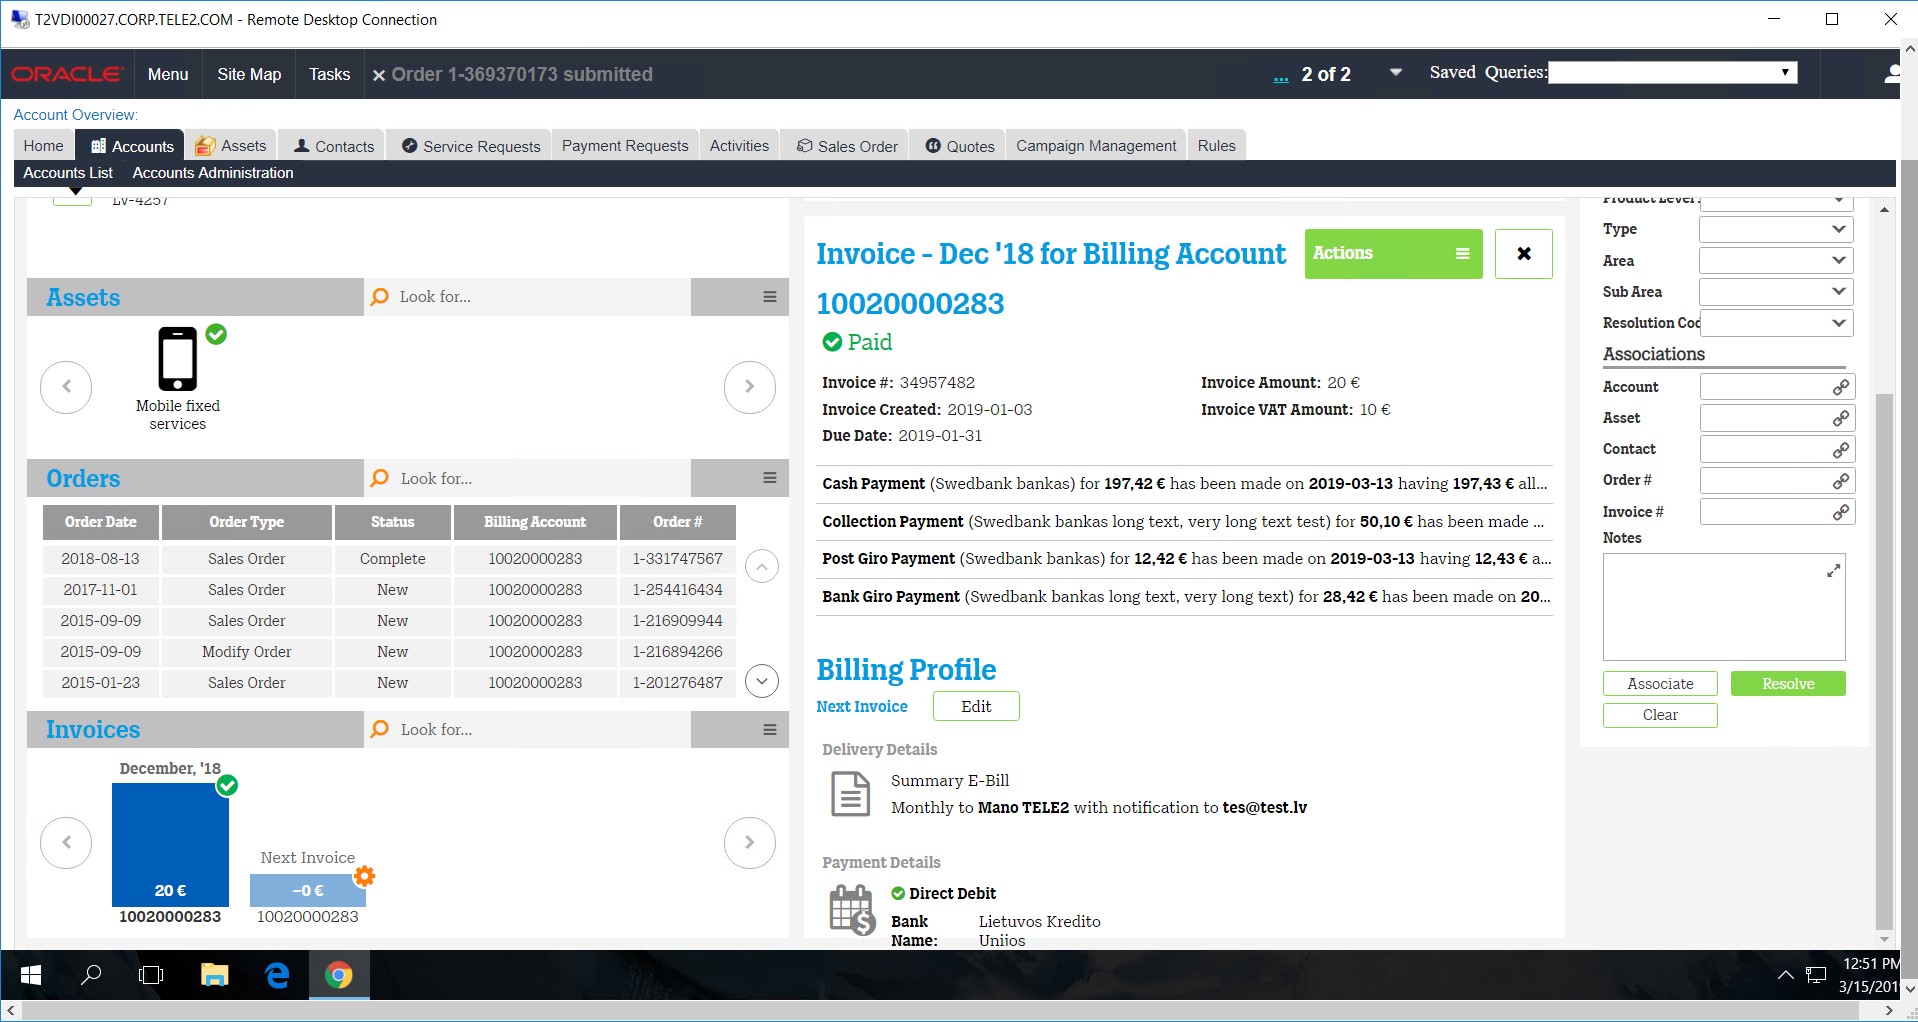 T2VDI00027.CORP.TELE2.COM - Remote Desktop Connection
ORACLE
Menu
Site Map
Tasks
× Order 1-369370173 submitted
... 2 of 2
Saved Queries:
Account Overview:
Home
Accounts
Assets
Contacts
Service Requests
Payment Requests
Activities
Sales Order
Quotes
Campaign Management
Rules
Accounts List
Accounts Administration
LV-4257
Assets
Look for...
Mobile fixed
services
Orders
Look for...
Order Date Order Type Status Billing Account Order #
2018-08-13 Sales Order Complete 10020000283 1-331747567
2017-11-01 Sales Order New 10020000283 1-254416434
2015-09-09 Sales Order New 10020000283 1-216909944
2015-09-09 Modify Order New 10020000283 1-216894266
2015-01-23 Sales Order New 10020000283 1-201276487
Invoices
Look for...
December, '18
20 €
10020000283
Next Invoice
~0 €
10020000283
Invoice - Dec '18 for Billing Account
10020000283
Actions
Paid
Invoice #: 34957482
Invoice Created: 2019-01-03
Due Date: 2019-01-31
Invoice Amount: 20 €
Invoice VAT Amount: 10 €
Cash Payment (Swedbank bankas) for 197,42 € has been made on 2019-03-13 having 197,43 € all...
Collection Payment (Swedbank bankas long text, very long text test) for 50,10 € has been made ...
Post Giro Payment (Swedbank bankas) for 12,42 € has been made on 2019-03-13 having 12,43 € a...
Bank Giro Payment (Swedbank bankas long text, very long text) for 28,42 € has been made on 20...
Billing Profile
Next Invoice
Edit
Delivery Details
Summary E-Bill
Monthly to Mano TELE2 with notification to tes@test.lv
Payment Details
Direct Debit
Bank Name: Lietuvos Kredito Unijos
Product Level:
Type
Area
Sub Area
Resolution Cod
Associations
Account
Asset
Contact
Order #
Invoice #
Notes
Associate
Resolve
Clear
12:51 PM
3/15/201